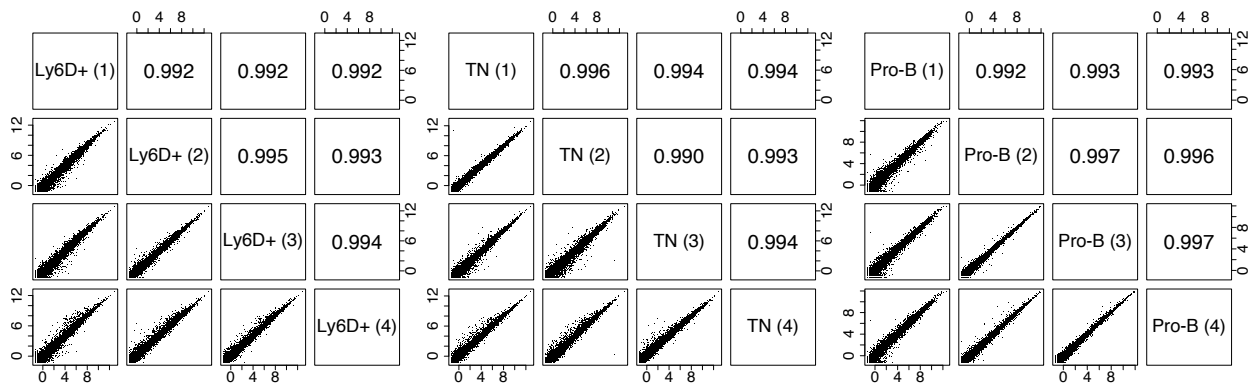 0 4 8 0 4 8 0 4 8 0 4 8 0 4 8 0 4 8
Ly6D+ (1) 0.992 0.992 0.992 0 6 12 TN (1) 0.996 0.994 0.994 0 6 12 Pro-B (1) 0.992 0.993 0.993 0 6 12
0 6 12 Ly6D+ (2) 0.995 0.993 0 6 12 TN (2) 0.990 0.993 0 4 8 12 Pro-B (2) 0.997 0.996
Ly6D+ (3) 0.994 0 6 12 TN (3) 0.994 0 6 12 Pro-B (3) 0.997 0 4 8 12
0 6 12 Ly6D+ (4) 0 6 12 TN (4) 0 4 8 12 Pro-B (4)
0 4 8 0 4 8 0 4 8 0 4 8 0 4 8 0 4 8